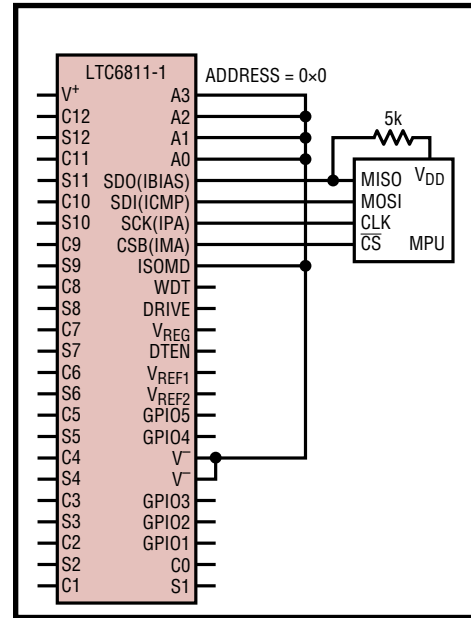 LTC6811-1
ADDRESS = 0×0
V+ A3
C12 A2
S12 A1
C11 A0
S11 SDO(IBIAS)
C10 SDI(ICMP)
S10 SCK(IPA)
C9 CSB(IMA)
S9 ISOMD
C8 WDT
S8 DRIVE
C7 VREG
S7 DTEN
C6 VREF1
S6 VREF2
C5 GPIO5
S5 GPIO4
C4 V–
S4 V–
C3 GPIO3
S3 GPIO2
C2 GPIO1
S2 C0
C1 S1
5k
MISO VDD
MOSI
CLK
C̅S̅ MPU